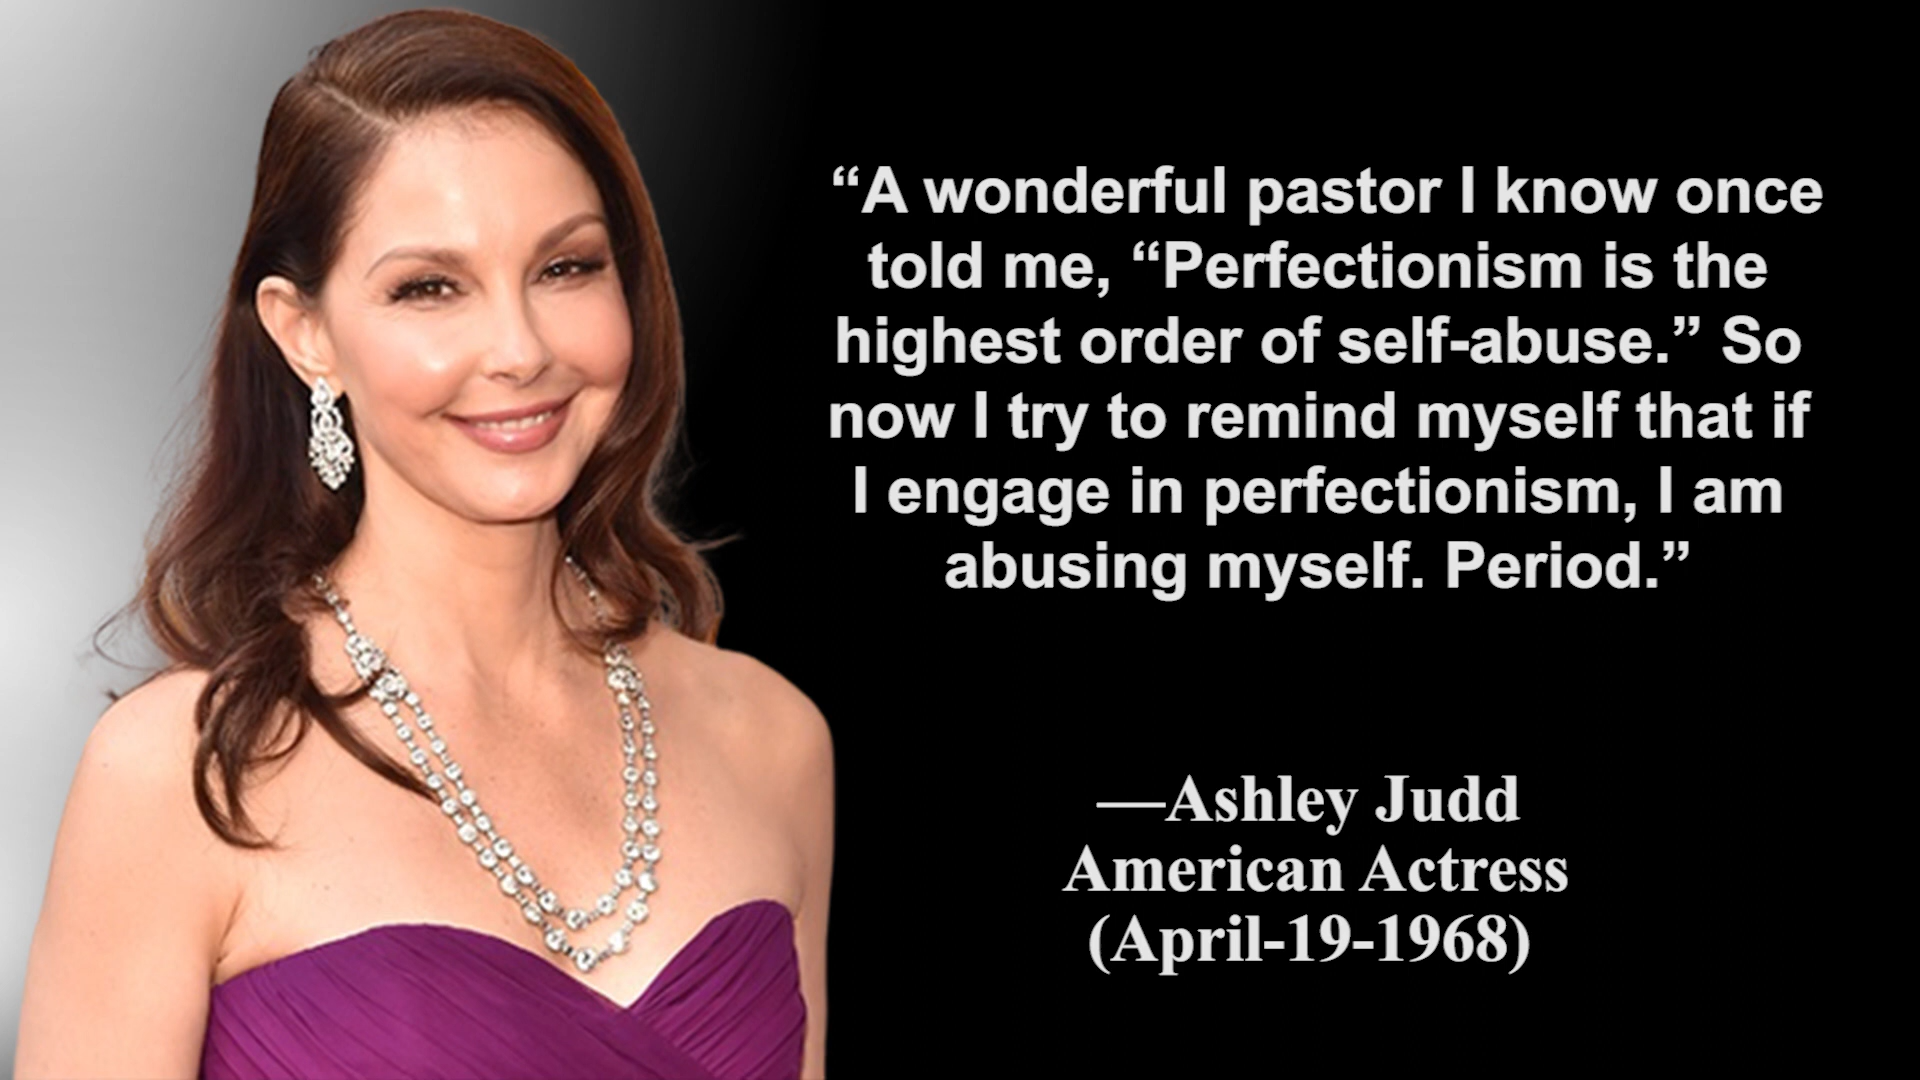 “A wonderful pastor I know once
told me, “Perfectionism is the
highest order of self-abuse.” So
now I try to remind myself that if
I engage in perfectionism, I am
abusing myself. Period.”
—Ashley Judd
American Actress
(April-19-1968)